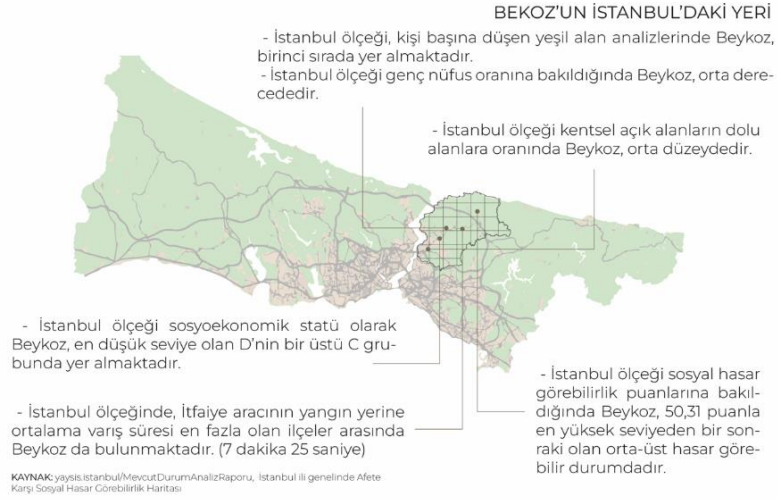 BEKOZ'UN İSTANBUL'DAKİ YERİ
- İstanbul ölçeği, kişi başına düşen yeşil alan analizlerinde Beykoz,
birinci sırada yer almaktadır.
- İstanbul ölçeği genç nüfus oranına bakıldığında Beykoz, orta dere-
cededir.
- İstanbul ölçeği kentsel açık alanların dolu
alanlara oranında Beykoz, orta düzeydedir.
- İstanbul ölçeği sosyoekonomik statü olarak
Beykoz, en düşük seviye olan D'nin bir üstü C gru-
bunda yer almaktadır.
- İstanbul ölçeğinde, İtfaiye aracının yangın yerine
ortalama varış süresi en fazla olan ilçeler arasında
Beykoz da bulunmaktadır. (7 dakika 25 saniye)
- İstanbul ölçeği sosyal hasar
görebilirlik puanlarına bakıl-
dığında Beykoz, 50,31 puanla
en yüksek seviyeden bir son-
raki olan orta-üst hasar göre-
bilir durumdadır.
KAYNAK: yaysis.istanbul/MevcutDurumAnalizRaporu, İstanbul ili genelinde Afete
Karşı Sosyal Hasar Görebilirlik Haritası